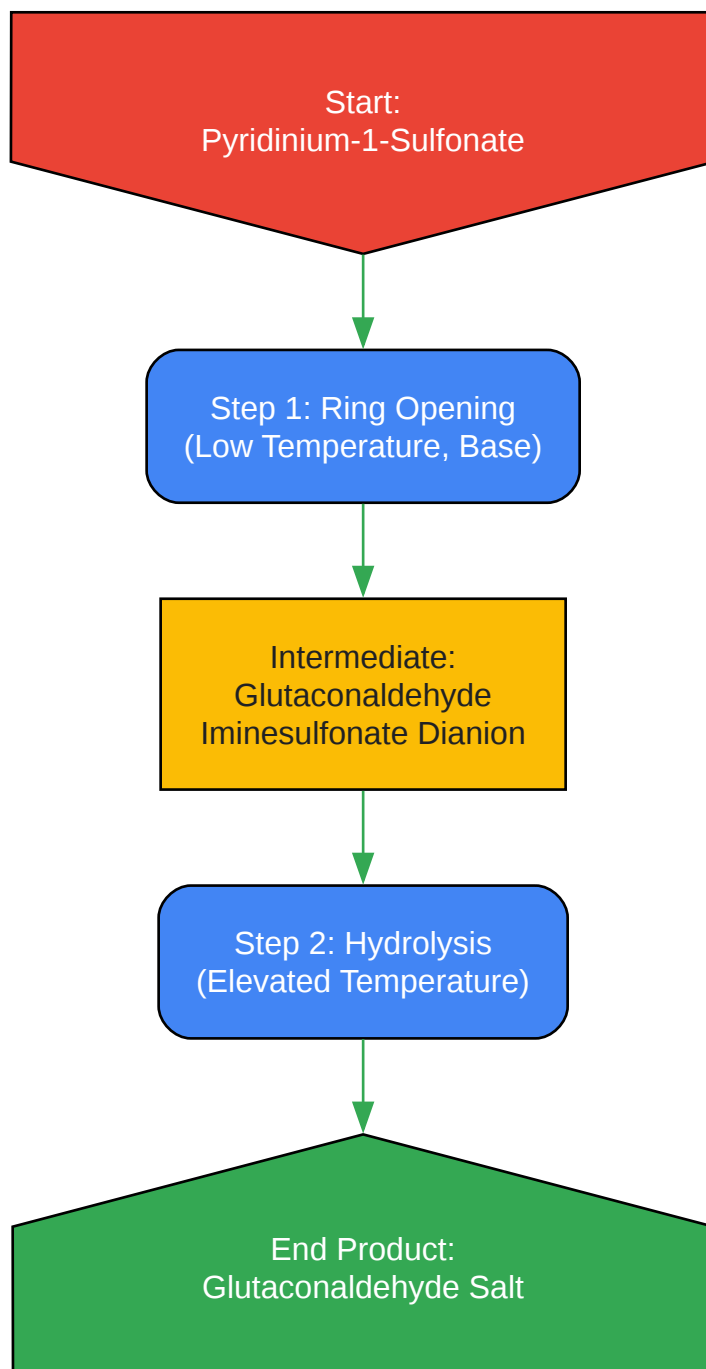 Start:
Pyridinium-1-Sulfonate
Step 1: Ring Opening
(Low Temperature, Base)
Intermediate:
Glutaconaldehyde
Iminesulfonate Dianion
Step 2: Hydrolysis
(Elevated Temperature)
End Product:
Glutaconaldehyde Salt